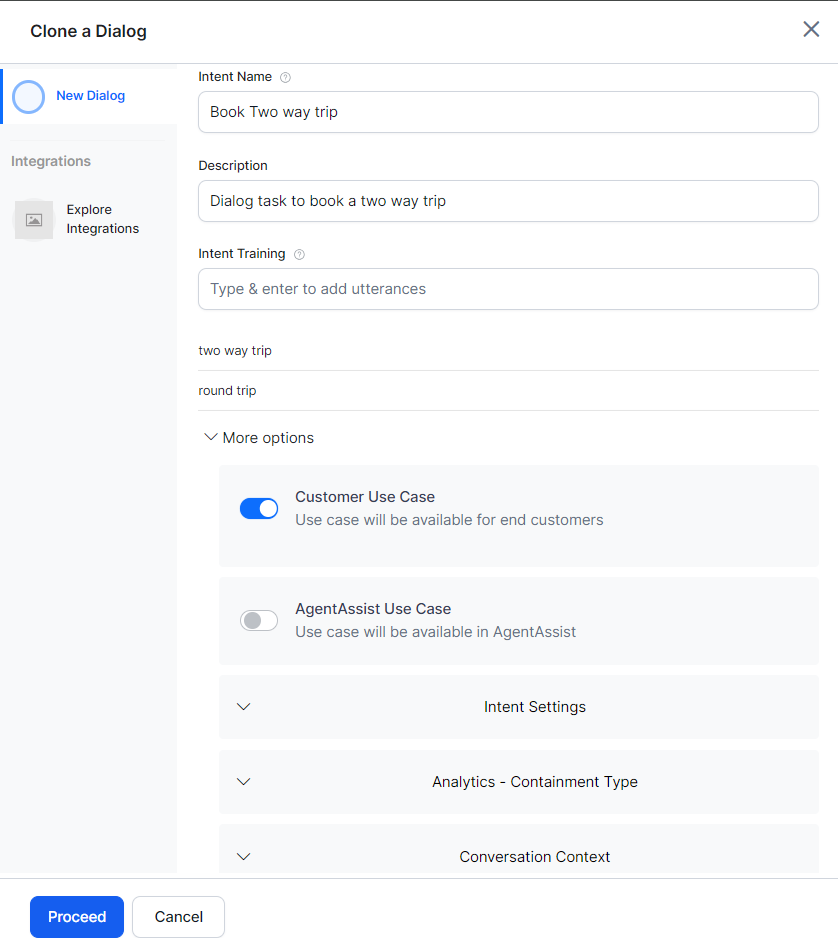 Clone a Dialog
New Dialog
Integrations
Explore
Integrations
Intent Name
Book Two way trip
Description
Dialog task to book a two way trip
Intent Training
Type & enter to add utterances
two way trip
round trip
More options
Customer Use Case
Use case will be available for end customers
AgentAssist Use Case
Use case will be available in AgentAssist
Intent Settings
Analytics - Containment Type
Conversation Context
Proceed
Cancel